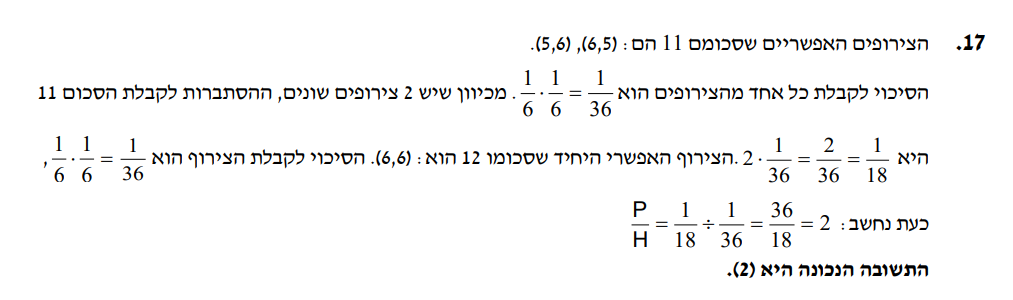 17. הצירופים האפשריים שסכומם 11 הם: (6,5), (5,6).
הסיכוי לקבלת כל אחד מהצירופים הוא 1/6 · 1/6 = 1/36. מכיוון שיש 2 צירופים שונים, ההסתברות לקבלת הסכום 11
היא 2 · 1/36 = 2/36 = 1/18. הצירוף האפשרי היחיד שסכומו 12 הוא: (6,6). הסיכוי לקבלת הצירוף הוא 1/6 · 1/6 = 1/36,
כעת נחשב: P/H = 1/18 ÷ 1/36 = 36/18 = 2
התשובה הנכונה היא (2).